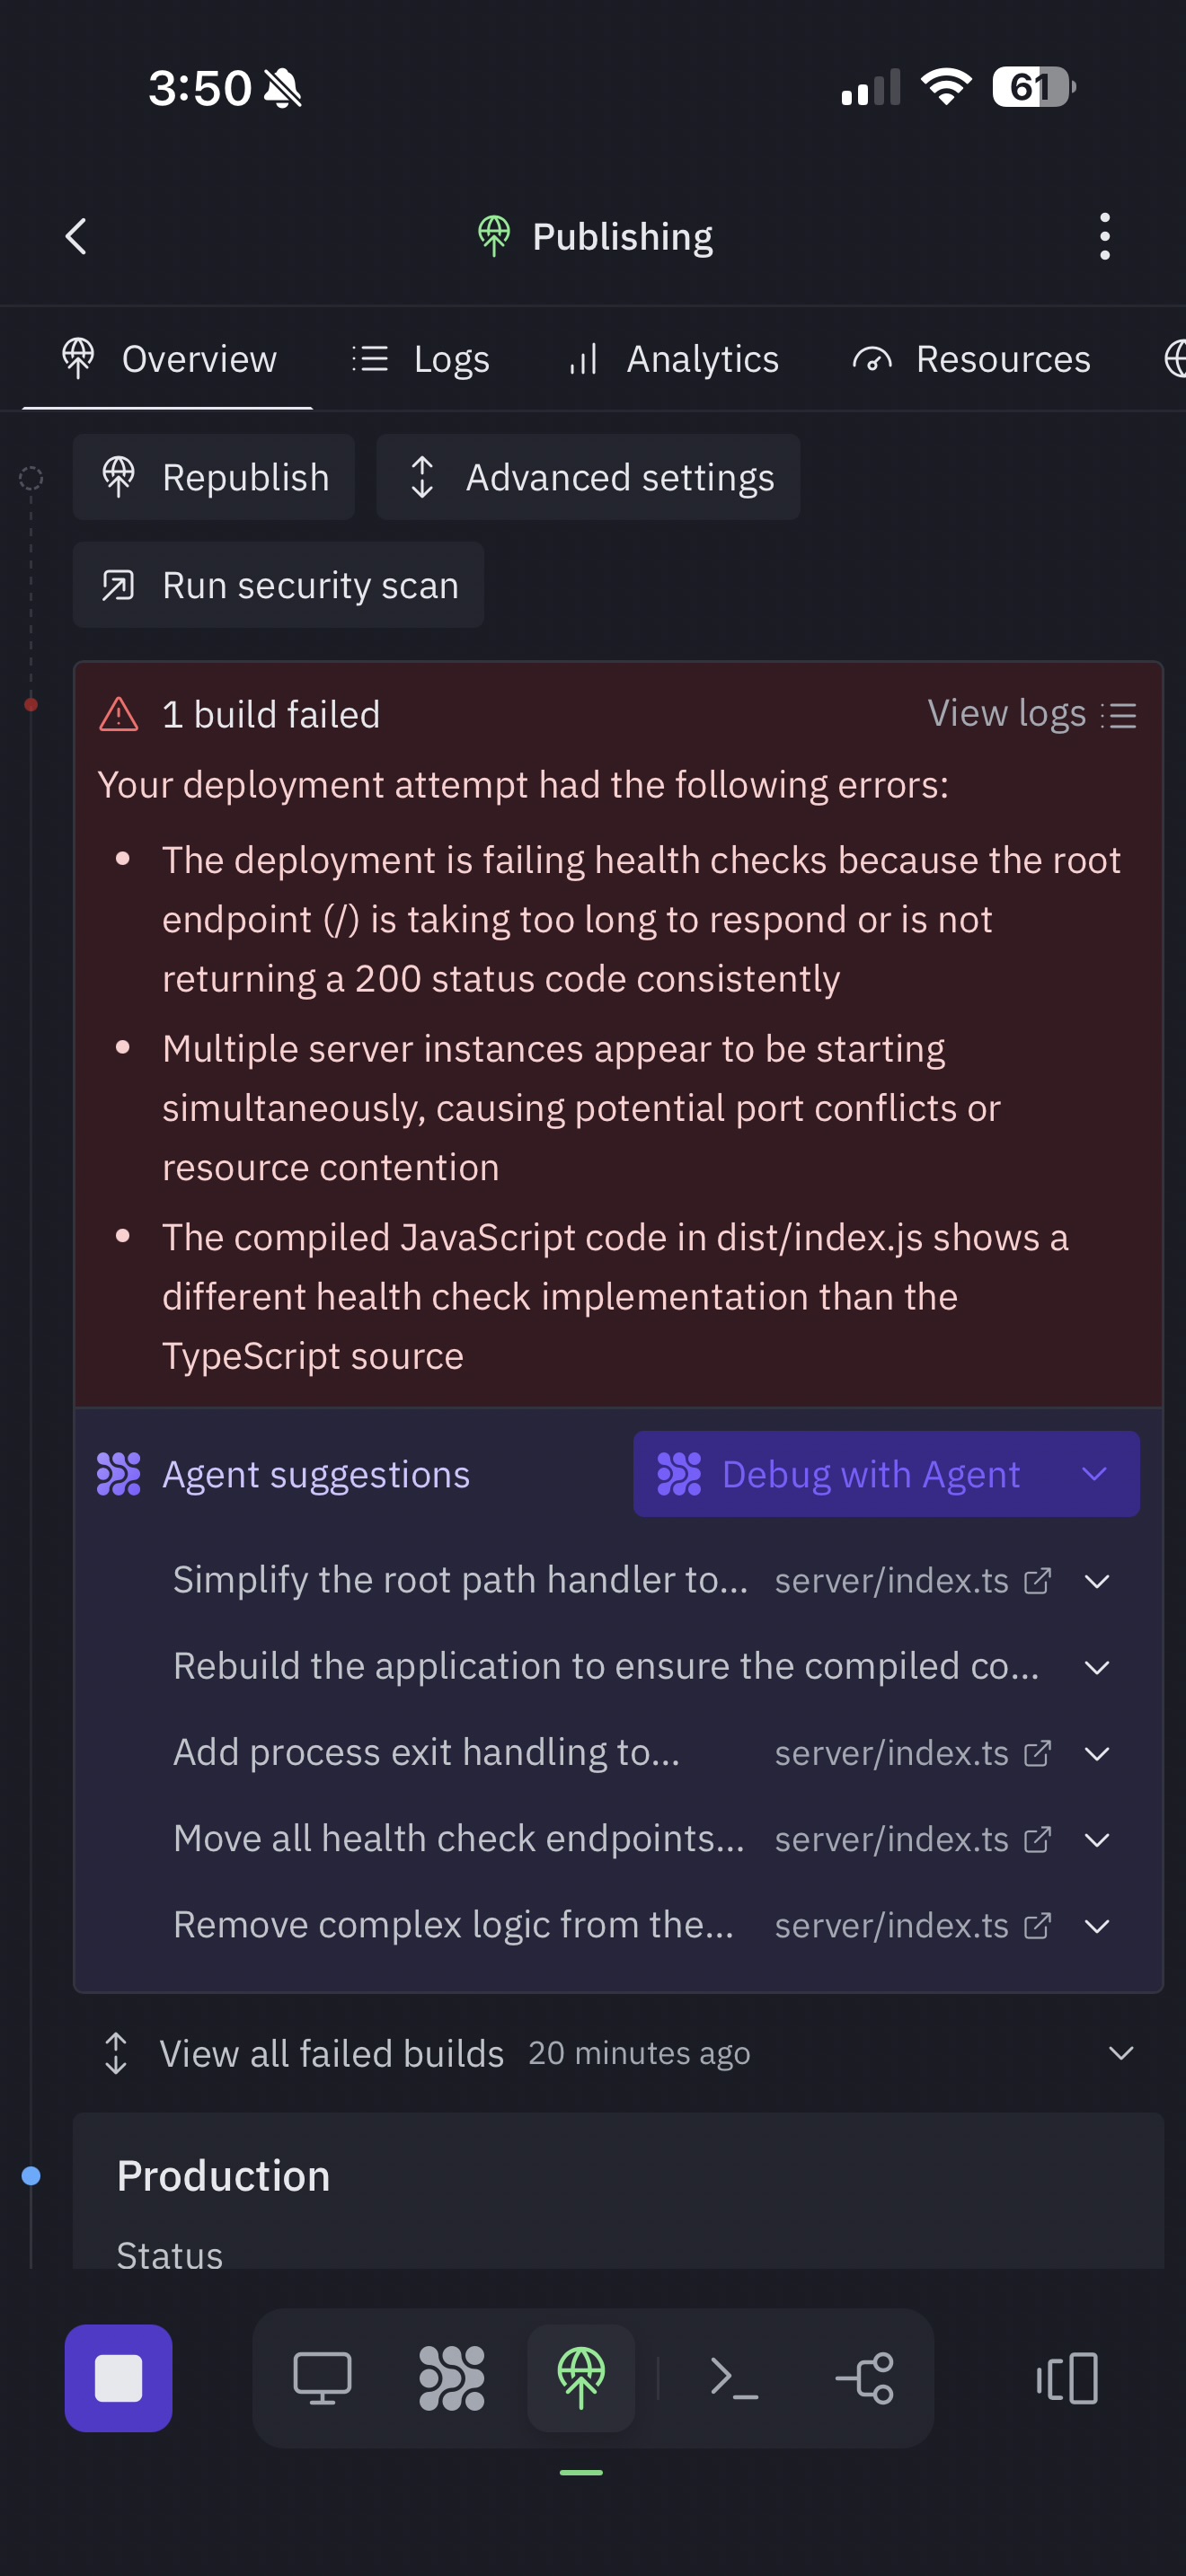 3:50
61
Publishing
Overview
Logs
Analytics
Resources
Republish
Advanced settings
Run security scan
1 build failed
View logs
Your deployment attempt had the following errors:
• The deployment is failing health checks because the root
endpoint (/) is taking too long to respond or is not
returning a 200 status code consistently
• Multiple server instances appear to be starting
simultaneously, causing potential port conflicts or
resource contention
• The compiled JavaScript code in dist/index.js shows a
different health check implementation than the
TypeScript source
Agent suggestions
Debug with Agent
Simplify the root path handler to... server/index.ts
Rebuild the application to ensure the compiled co...
Add process exit handling to... server/index.ts
Move all health check endpoints... server/index.ts
Remove complex logic from the... server/index.ts
View all failed builds 20 minutes ago
Production
Status